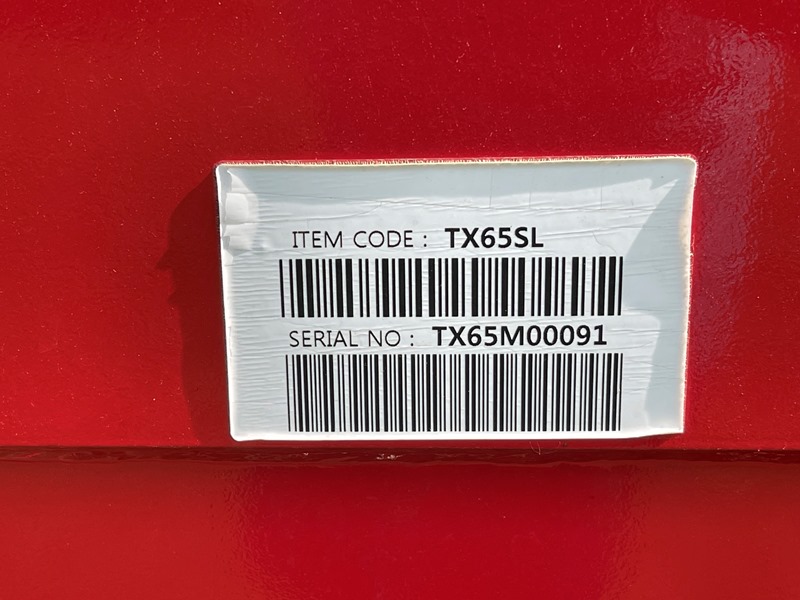 ITEM CODE : TX65SL
SERIAL NO : TX65M00091